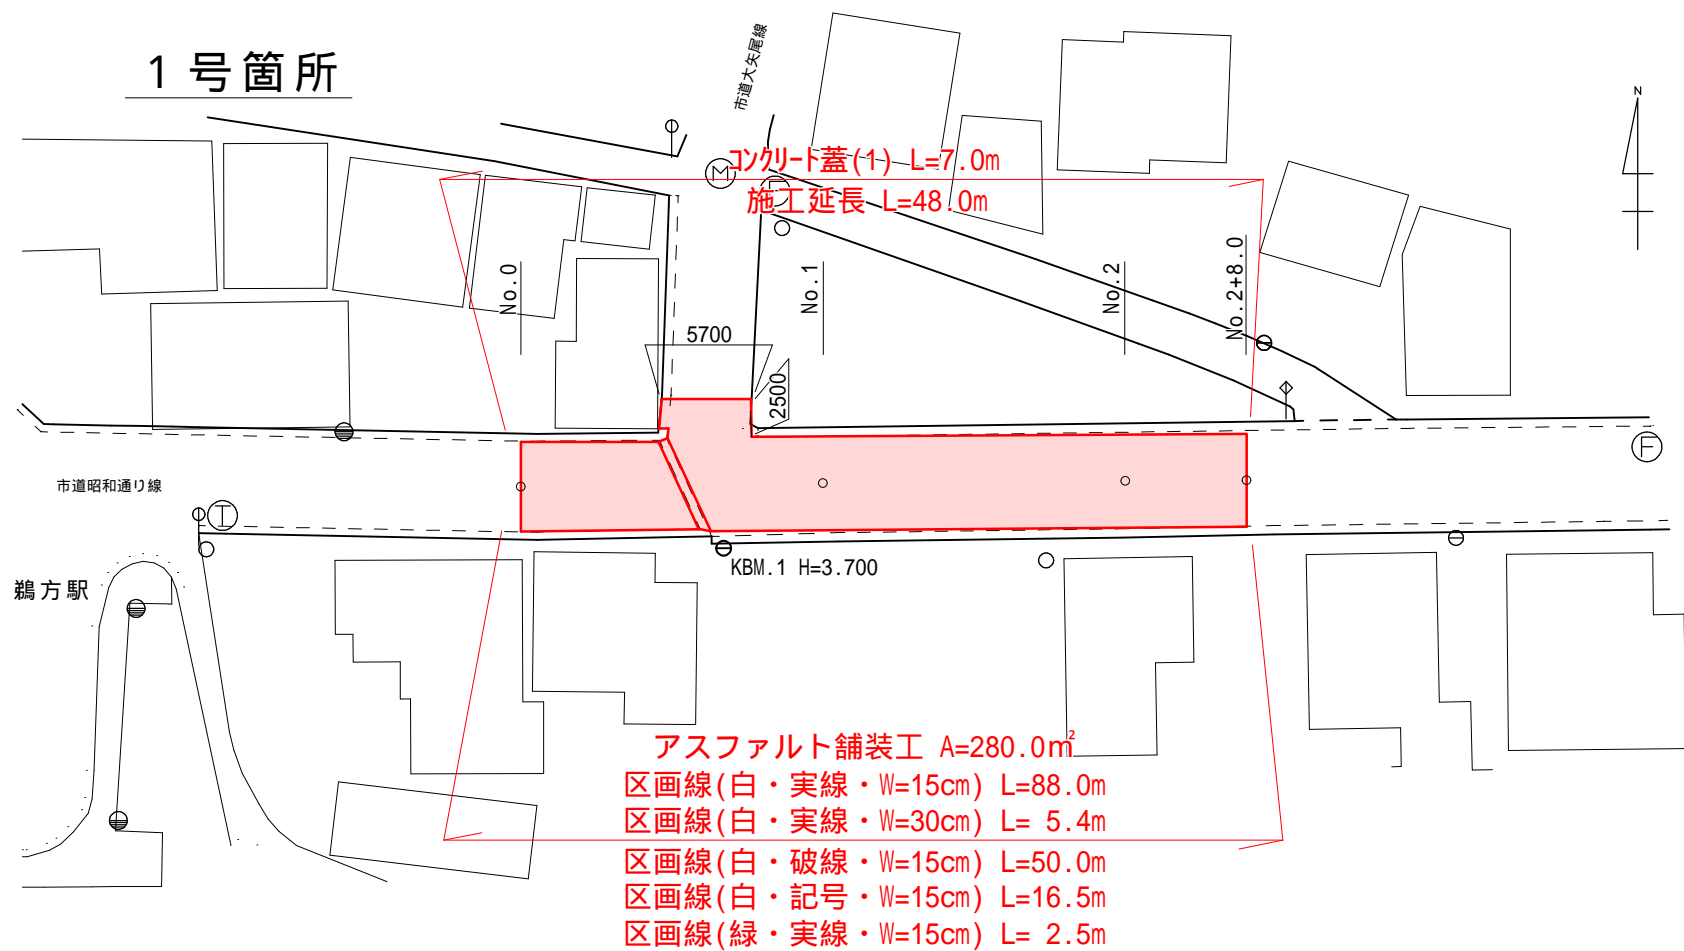 1号箇所
市道大矢尾線
N
コンクリート蓋(1) L=7.0m
M
施工延長 L=48.0m
No.0
No.1
No.2
No.2+8.0
5700
2500
F
市道昭和通り線
I
KBM.1 H=3.700
鵜方駅
アスファルト舗装工 A=280.0㎡
区画線(白・実線・W=15cm) L=88.0m
区画線(白・実線・W=30cm) L= 5.4m
区画線(白・破線・W=15cm) L=50.0m
区画線(白・記号・W=15cm) L=16.5m
区画線(緑・実線・W=15cm) L= 2.5m